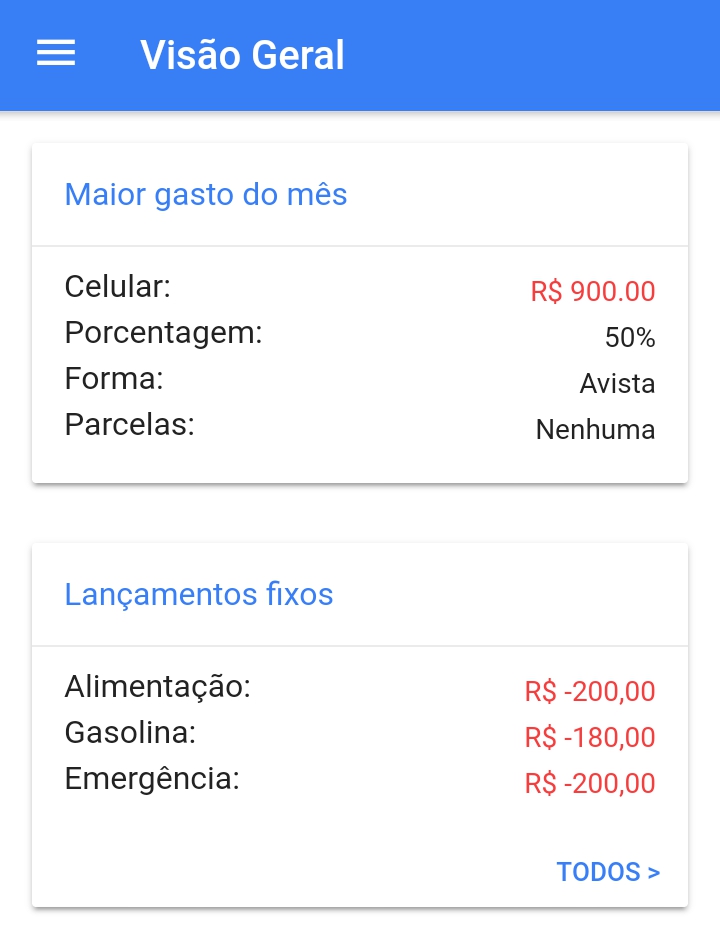 Visão Geral
Maior gasto do mês
Celular: R$ 900.00
Porcentagem: 50%
Forma: Avista
Parcelas: Nenhuma
Lançamentos fixos
Alimentação: R$ -200,00
Gasolina: R$ -180,00
Emergência: R$ -200,00
TODOS >